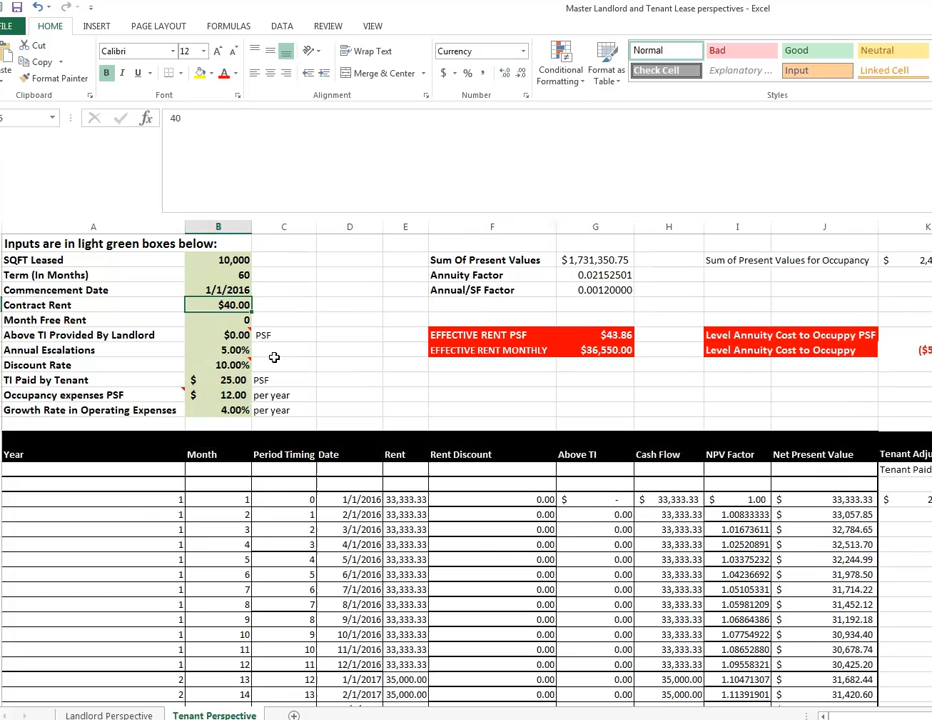 Master Landlord and Tenant Lease perspectives - Excel
FILE HOME INSERT PAGE LAYOUT FORMULAS DATA REVIEW VIEW
Cut
Copy
Format Painter
Clipboard
Calibri 12
B I U
Font
Wrap Text
Merge & Center
Alignment
Currency
$ % ,
Number
Conditional Formatting
Format as Table
Normal Bad Good Neutral
Check Cell Explanatory ... Input Linked Cell
Styles
fx 40
A B C D E F G H I J K
Inputs are in light green boxes below:
SQFT Leased 10,000 Sum Of Present Values $1,731,350.75 Sum of Present Values for Occupancy $ 2,4
Term (In Months) 60 Annuity Factor 0.02152501
Commencement Date 1/1/2016 Annual/SF Factor 0.00120000
Contract Rent $40.00
Month Free Rent 0
Above TI Provided By Landlord $0.00 PSF EFFECTIVE RENT PSF $43.86 Level Annuity Cost to Occuppy PSF
Annual Escalations 5.00% EFFECTIVE RENT MONTHLY $36,550.00 Level Annuity Cost to Occuppy ($5
Discount Rate 10.00%
TI Paid by Tenant $ 25.00 PSF
Occupancy expenses PSF $ 12.00 per year
Growth Rate in Operating Expenses 4.00% per year
Year Month Period Timing Date Rent Rent Discount Above TI Cash Flow NPV Factor Net Present Value Tenant Adju
Tenant Paid
1 1 0 1/1/2016 33,333.33 0.00 $ - $ 33,333.33 $ 1.00 $ 33,333.33 $ 2
1 2 1 2/1/2016 33,333.33 0.00 0.00 33,333.33 1.00833333 $ 33,057.85
1 3 2 3/1/2016 33,333.33 0.00 0.00 33,333.33 1.01673611 $ 32,784.65
1 4 3 4/1/2016 33,333.33 0.00 0.00 33,333.33 1.02520891 $ 32,513.70
1 5 4 5/1/2016 33,333.33 0.00 0.00 33,333.33 1.03375232 $ 32,244.99
1 6 5 6/1/2016 33,333.33 0.00 0.00 33,333.33 1.04236692 $ 31,978.50
1 7 6 7/1/2016 33,333.33 0.00 0.00 33,333.33 1.05105331 $ 31,714.22
1 8 7 8/1/2016 33,333.33 0.00 0.00 33,333.33 1.05981209 $ 31,452.12
1 9 8 9/1/2016 33,333.33 0.00 0.00 33,333.33 1.06864386 $ 31,192.18
1 10 9 10/1/2016 33,333.33 0.00 0.00 33,333.33 1.07754922 $ 30,934.40
1 11 10 11/1/2016 33,333.33 0.00 0.00 33,333.33 1.08652880 $ 30,678.74
1 12 11 12/1/2016 33,333.33 0.00 0.00 33,333.33 1.09558321 $ 30,425.20
2 13 12 1/1/2017 35,000.00 0.00 0.00 35,000.00 1.10471307 $ 31,682.44
2 14 13 2/1/2017 35,000.00 0.00 0.00 35,000.00 1.11391901 $ 31,420.60
Landlord Perspective Tenant Perspective